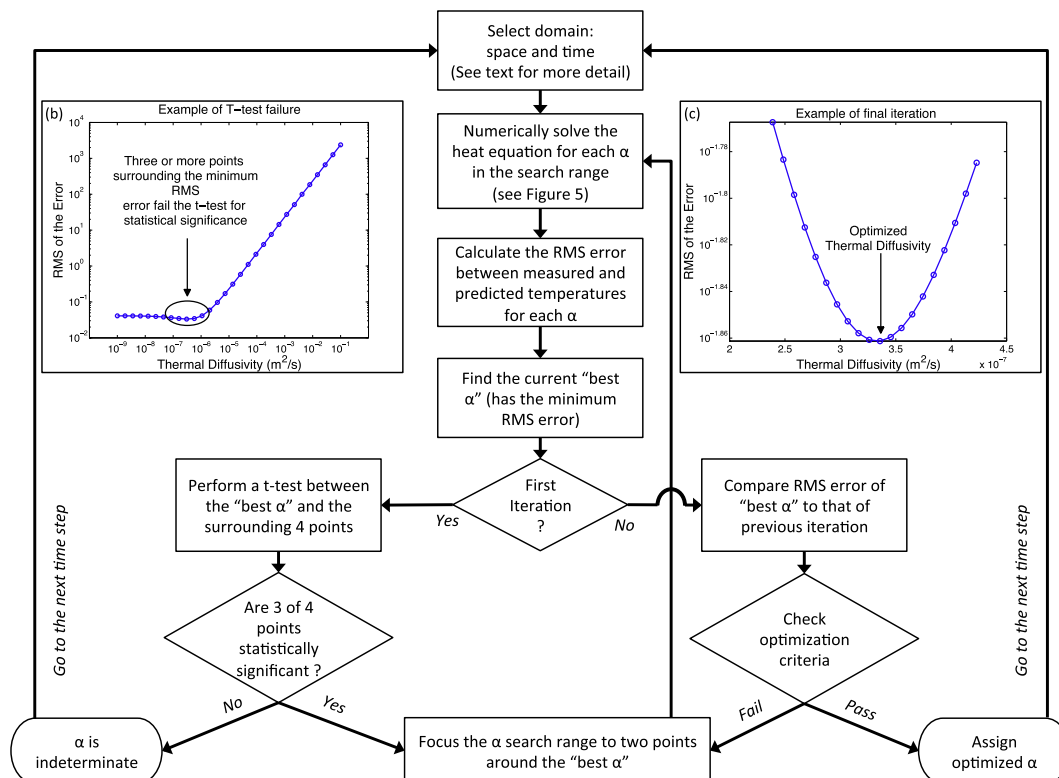 Select domain:
space and time
(See text for more detail)
(b)
Example of T-test failure
10⁴
10³
10²
10¹
10⁰
10⁻¹
10⁻²
RMS of the Error
Three or more points
surrounding the minimum
RMS
error fail the t-test for
statistical significance
10⁻⁹
10⁻⁸
10⁻⁷
10⁻⁶
10⁻⁵
10⁻⁴
10⁻³
10⁻²
10⁻¹
Thermal Diffusivity (m²/s)
Numerically solve the
heat equation for each α
in the search range
(see Figure 5)
(c)
Example of final iteration
10⁻¹·⁷⁸
10⁻¹·⁸
10⁻¹·⁸²
10⁻¹·⁸⁴
10⁻¹·⁸⁶
RMS of the Error
Optimized
Thermal Diffusivity
2
2.5
3
3.5
4
4.5
Thermal Diffusivity (m²/s)
x 10⁻⁷
Calculate the RMS error
between measured and
predicted temperatures
for each α
Find the current “best
α” (has the minimum
RMS error)
First
Iteration
?
Yes
No
Perform a t-test between
the “best α” and the
surrounding 4 points
Compare RMS error of
“best α” to that of
previous iteration
Go to the next time step
Are 3 of 4
points
statistically
significant ?
Check
optimization
criteria
Go to the next time step
No
Yes
Fail
Pass
α is
indeterminate
Focus the α search range to two points
around the “best α”
Assign
optimized α